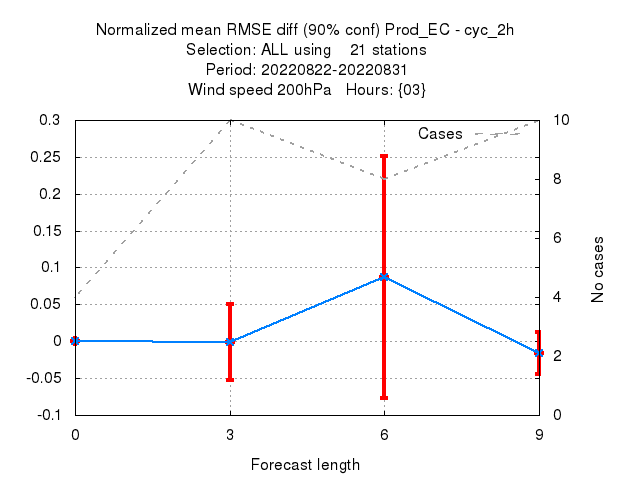 Normalized mean RMSE diff (90% conf) Prod_EC - cyc_2h
Selection: ALL using    21 stations
Period: 20220822-20220831
Wind speed 200hPa   Hours: {03}
Cases
0.3
0.25
0.2
0.15
0.1
0.05
0
-0.05
-0.1
10
8
6
4
2
0
No cases
0 3 6 9
Forecast length